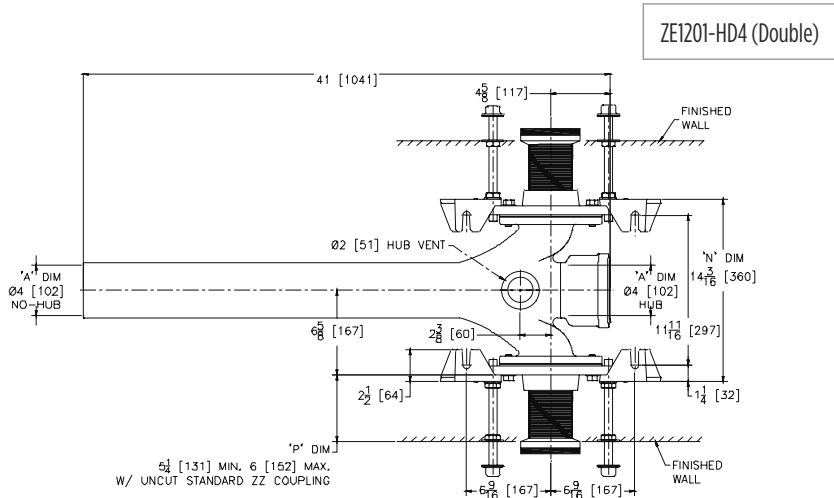 ZE1201-HD4 (Double)
41 [1041]
4 5/8 [117]
FINISHED
WALL
Ø2 [51] HUB VENT
'A' DIM
Ø4 [102]
NO-HUB
'A' DIM
Ø4 [102]
HUB
'N' DIM
14 3/16 [360]
11 11/16 [297]
6 5/8 [167]
2 3/8 [60]
2 1/2 [64]
1 1/4 [32]
'P' DIM
5 1/4 [131] MIN. 6 [152] MAX.
W/ UNCUT STANDARD ZZ COUPLING
FINISHED
WALL
6 9/16 [167]
6 9/16 [167]